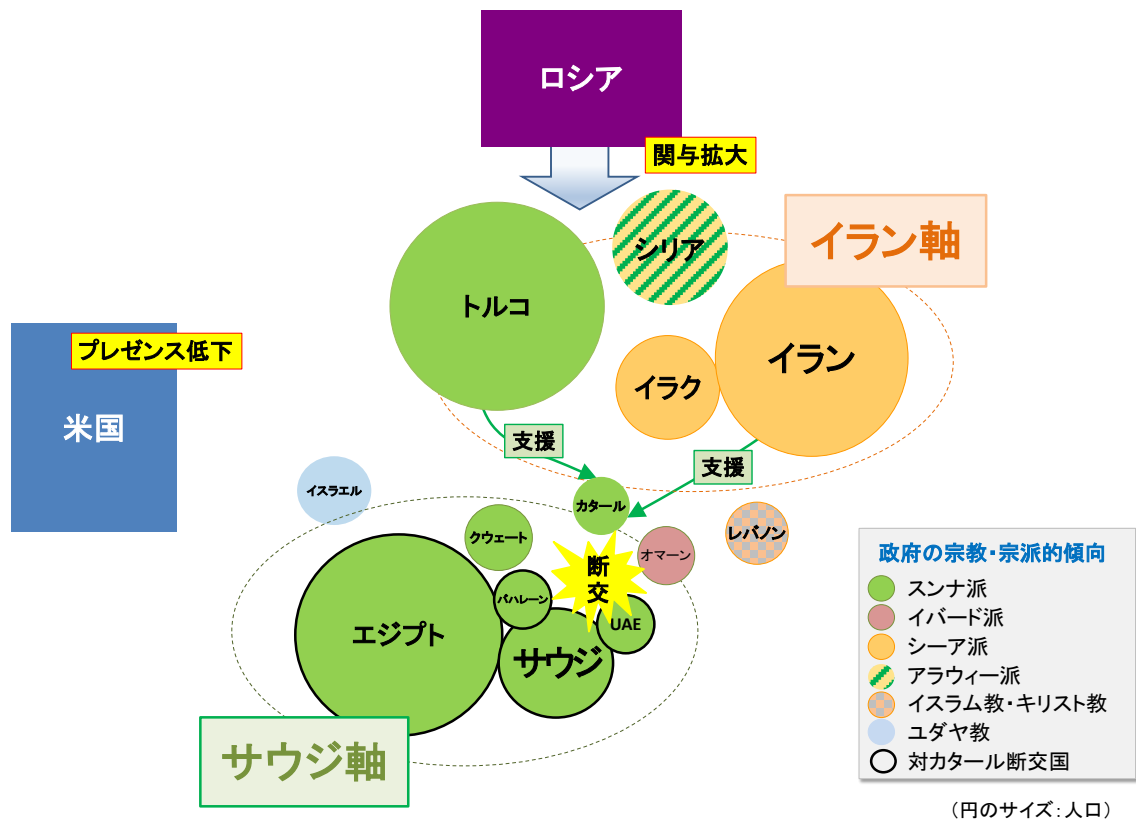 ロシア
関与拡大
シリア
イラン軸
トルコ
プレゼンス低下
イラン
イラク
米国
支援
支援
イスラエル
カタール
クウェート
レバノン
オマーン
断
交
バハレーン
UAE
エジプト
サウジ
サウジ軸
政府の宗教・宗派的傾向
スンナ派
イバード派
シーア派
アラウィー派
イスラム教・キリスト教
ユダヤ教
対カタール断交国
(円のサイズ:人口)